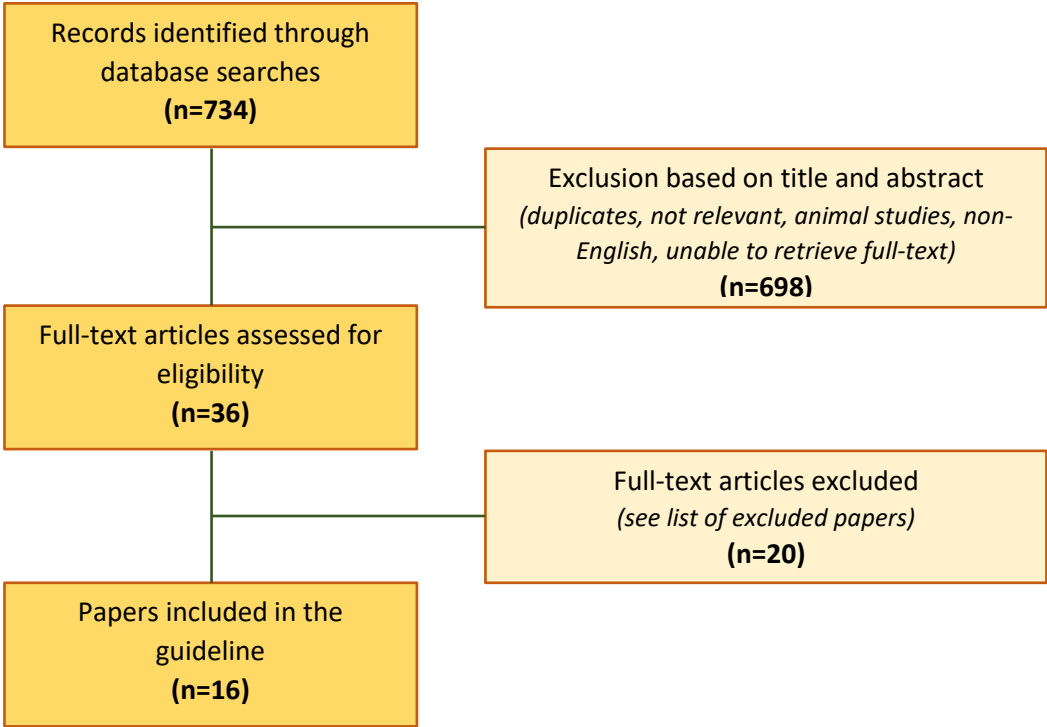 Records identified through
database searches
(n=734)
Exclusion based on title and abstract
(duplicates, not relevant, animal studies, non-
English, unable to retrieve full-text)
(n=698)
Full-text articles assessed for
eligibility
(n=36)
Full-text articles excluded
(see list of excluded papers)
(n=20)
Papers included in the
guideline
(n=16)